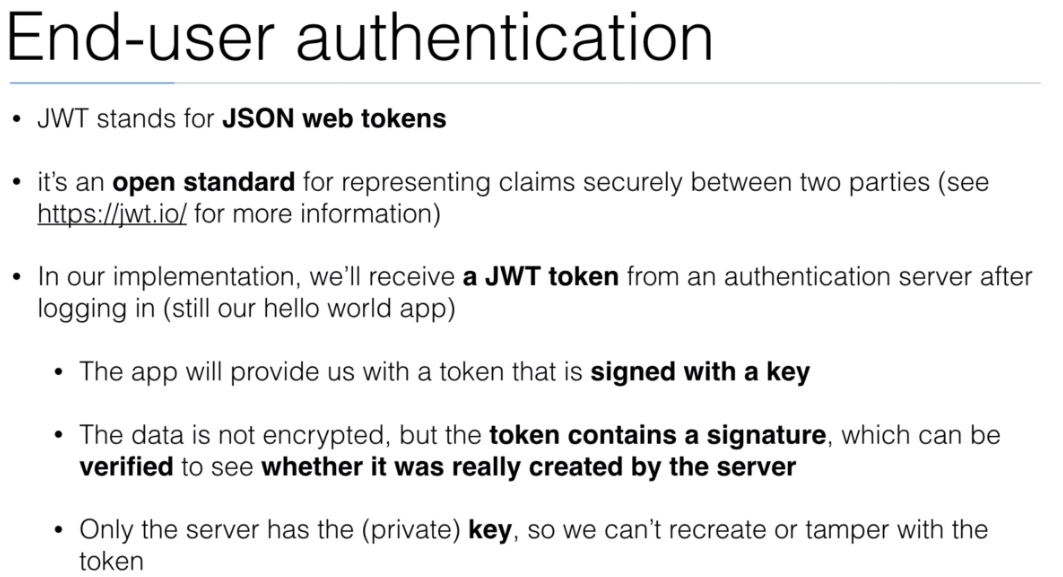 End-user authentication
• JWT stands for JSON web tokens
• it's an open standard for representing claims securely between two parties (see
https://jwt.io/ for more information)
• In our implementation, we'll receive a JWT token from an authentication server after
logging in (still our hello world app)
• The app will provide us with a token that is signed with a key
• The data is not encrypted, but the token contains a signature, which can be
verified to see whether it was really created by the server
• Only the server has the (private) key, so we can't recreate or tamper with the
token